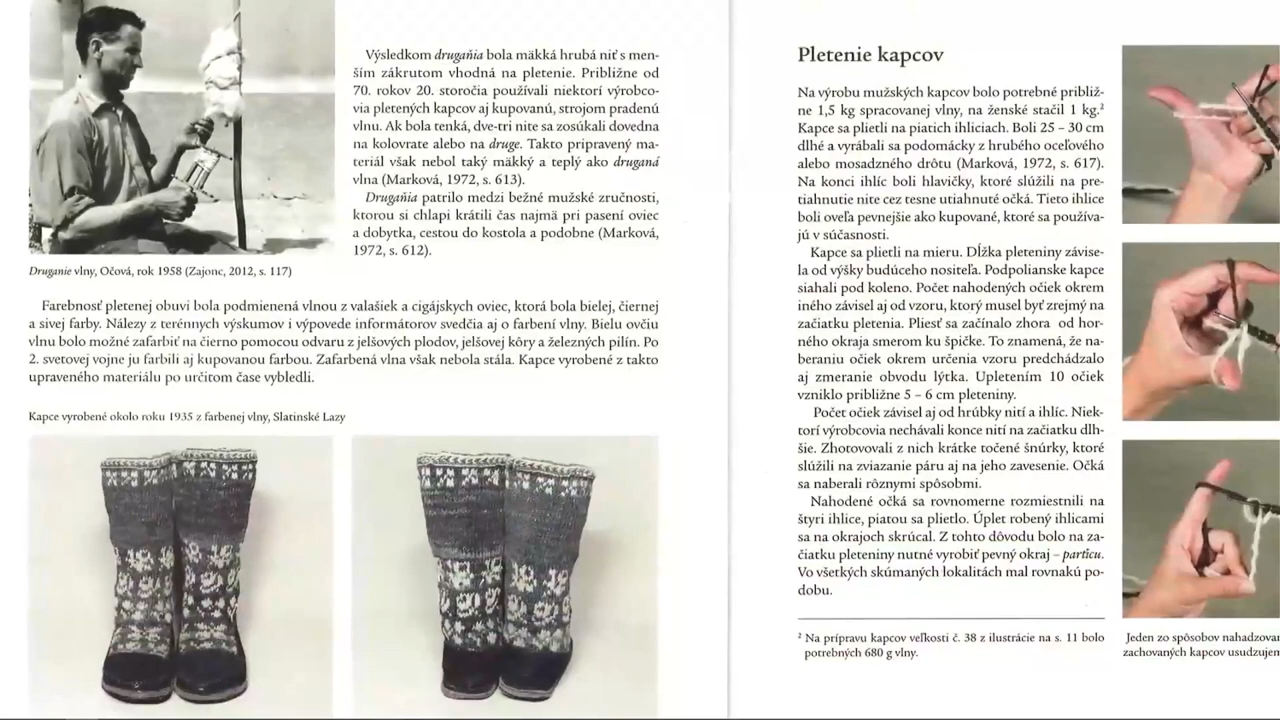 Výsledkom drugaňia bola mäkká hrubá niť s men-
ším zákrutom vhodná na pletenie. Približne od
70. rokov 20. storočia používali niektorí výrobco-
via pletených kapcov aj kupovanú, strojom pradenú
vlnu. Ak bola tenká, dve-tri nite sa zosúkali dovedna
na kolovrate alebo na druge. Takto pripravený ma-
teriál však nebol taký mäkký a teplý ako druganá
vlna (Marková, 1972, s. 613).
Drugaňia patrilo medzi bežné mužské zručnosti,
ktorou si chlapi krátili čas najmä pri pasení oviec
a dobytka, cestou do kostola a podobne (Marková,
1972, s. 612).
Druganie vlny, Očová, rok 1958 (Zajonc, 2012, s. 117)
Farebnosť pletenej obuvi bola podmienená vlnou z valašiek a cigájskych oviec, ktorá bola bielej, čiernej
a sivej farby. Nálezy z terénnych výskumov i výpovede informátorov svedčia aj o farbení vlny. Bielu ovčiu
vlnu bolo možné zafarbiť na čierno pomocou odvaru z jelšových plodov, jelšovej kôry a železných pilín. Po
2. svetovej vojne ju farbili aj kupovanou farbou. Zafarbená vlna však nebola stála. Kapce vyrobené z takto
upraveného materiálu po určitom čase vybledli.
Kapce vyrobené okolo roku 1935 z farbenej vlny, Slatinské Lazy
Pletenie kapcov
Na výrobu mužských kapcov bolo potrebné približ-
ne 1,5 kg spracovanej vlny, na ženské stačil 1 kg.²
Kapce sa plietli na piatich ihliciach. Boli 25 – 30 cm
dlhé a vyrábali sa podomácky z hrubého oceľového
alebo mosadzného drôtu (Marková, 1972, s. 617).
Na konci ihlíc boli hlavičky, ktoré slúžili na pre-
tiahnutie nite cez tesne utiahnuté očká. Tieto ihlice
boli oveľa pevnejšie ako kupované, ktoré sa používa-
jú v súčasnosti.
Kapce sa plietli na mieru. Dĺžka pleteniny závise-
la od výšky budúceho nositeľa. Podpolianske kapce
siahali pod koleno. Počet nahodených očiek okrem
iného závisel aj od vzoru, ktorý musel byť zrejmý na
začiatku pletenia. Pliesť sa začínalo zhora od hor-
ného okraja smerom ku špičke. To znamená, že na-
beraniu očiek okrem určenia vzoru predchádzalo
aj zmeranie obvodu lýtka. Upletením 10 očiek
vzniklo približne 5 – 6 cm pleteniny.
Počet očiek závisel aj od hrúbky nití a ihlíc. Niek-
torí výrobcovia nechávali konce nití na začiatku dlh-
šie. Zhotovovali z nich krátke točené šnúrky, ktoré
slúžili na zviazanie páru aj na jeho zavesenie. Očká
sa naberali rôznymi spôsobmi.
Nahodené očká sa rovnomerne rozmiestnili na
štyri ihlice, piatou sa plietlo. Úplet robený ihlicami
sa na okrajoch skrúcal. Z tohto dôvodu bolo na za-
čiatku pleteniny nutné vyrobiť pevný okraj – particu.
Vo všetkých skúmaných lokalitách mal rovnakú po-
dobu.
² Na prípravu kapcov veľkosti č. 38 z ilustrácie na s. 11 bolo
potrebných 680 g vlny.
Jeden zo spôsobov nahadzovan
zachovaných kapcov usudzujem